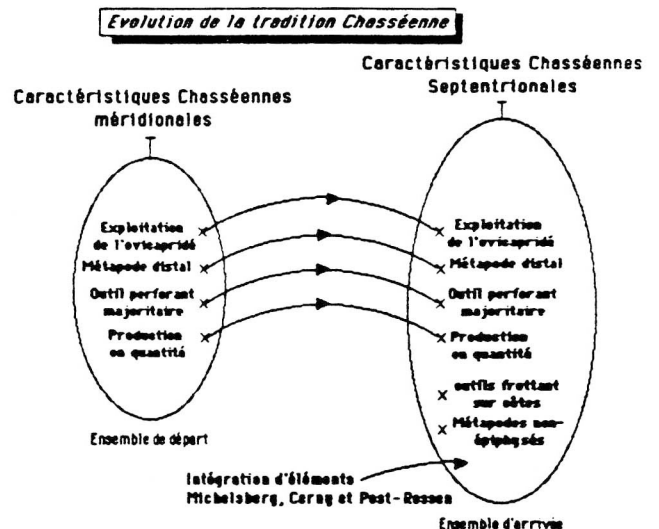 Evolution de la tradition Chasséenne
Caractéristiques Chasséennes
méridionales
Exploitation
de l'ovicapridé
Métapode distal
Outil perforant
majoritaire
Production
en quantité
Ensemble de départ
Caractéristiques Chasséennes
Septentrionales
Exploitation
de l'ovicapridé
Métapode distal
Outil perforant
majoritaire
Production
en quantité
outils frottant
sur côtes
Métapodes non-
épiphysés
Intégration d'éléments
Michelsberg, Cerny et Post-Rossen
Ensemble d'arrivée